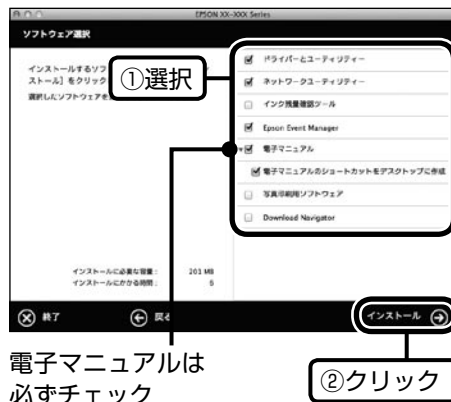 EPSON XX-XXX Series
ソフトウェア選択
インストールするソフ
ストール］をクリック
選択したソフトウェアを
①選択
ドライバーとユーティリティー
ネットワークユーティリティー
インク残量確認ツール
Epson Event Manager
電子マニュアル
電子マニュアルのショートカットをデスクトップに作成
写真印刷用ソフトウェア
Download Navigator
インストールに必要な容量： 201 MB
インストールにかかる時間： 5
終了
戻る
インストール
電子マニュアルは
必ずチェック
②クリック